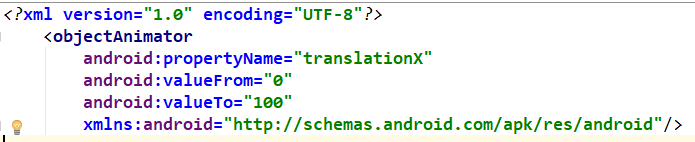 <?xml version="1.0" encoding="UTF-8"?>
<objectAnimator
android:propertyName="translationX"
android:valueFrom="0"
android:valueTo="100"
xmlns:android="http://schemas.android.com/apk/res/android"/>